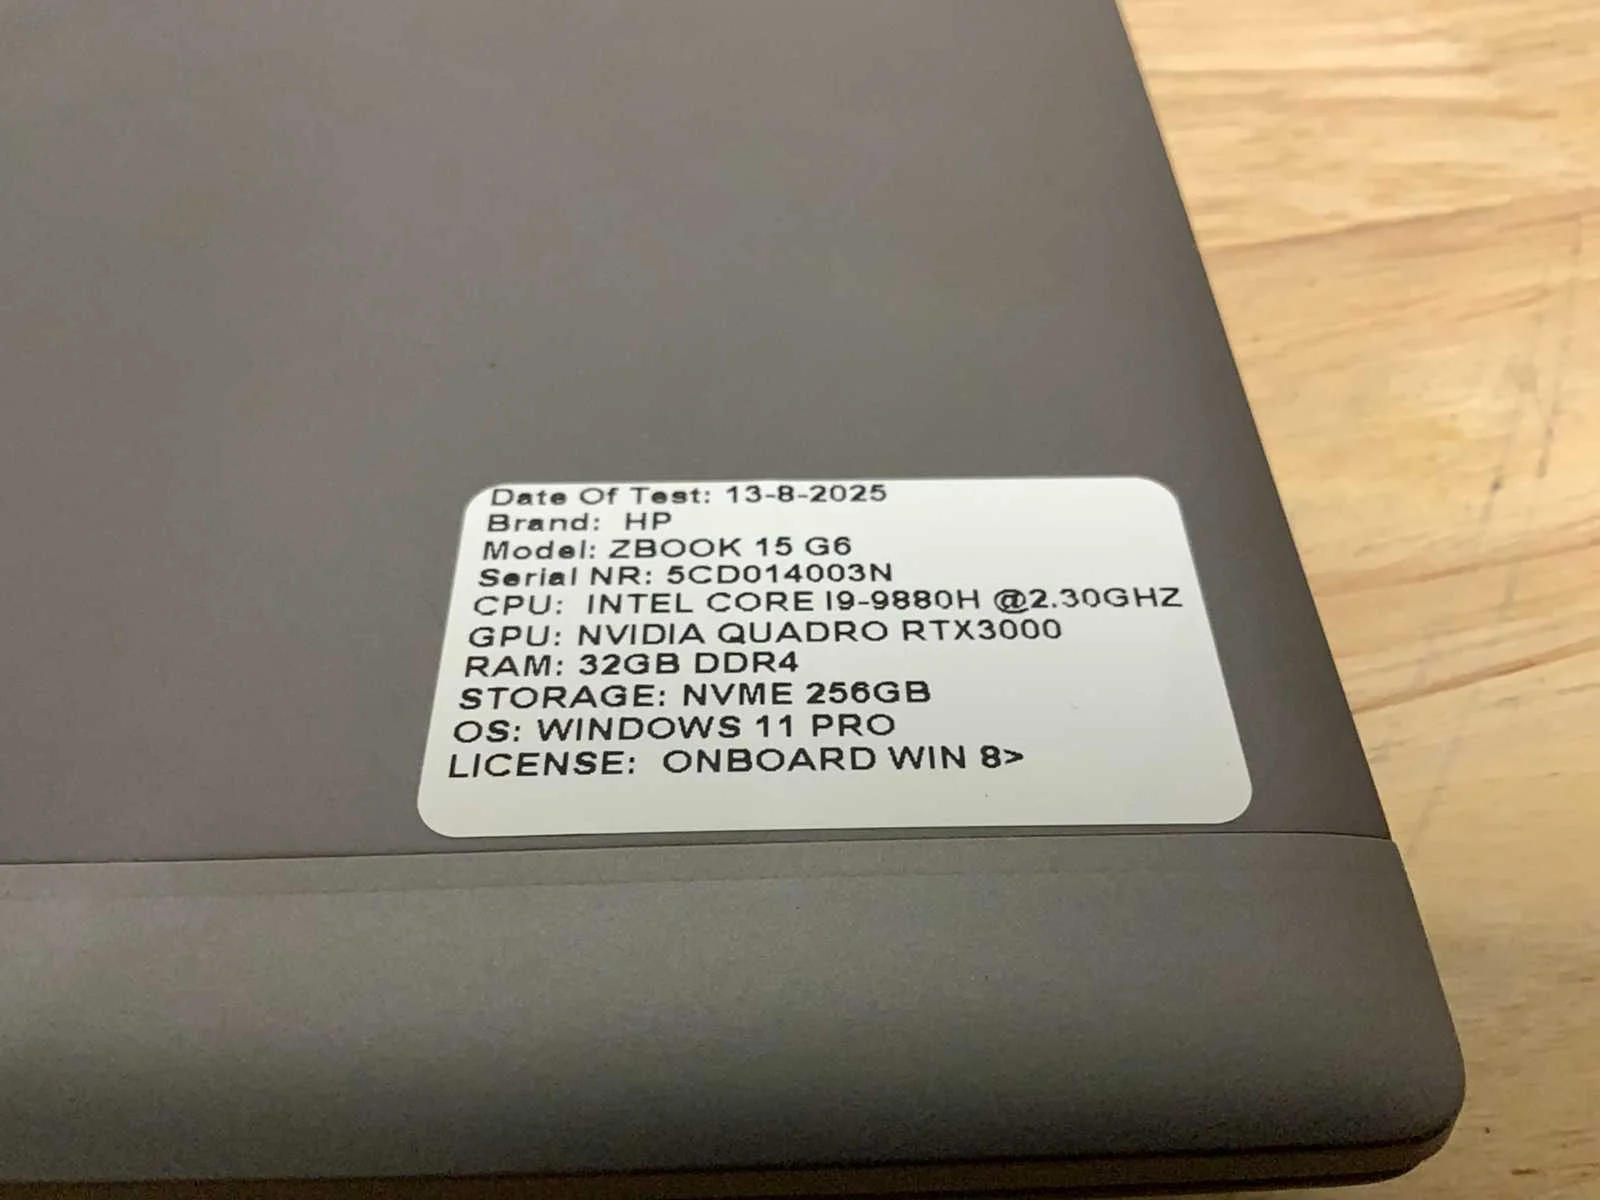 Date Of Test: 13-8-2025
Brand: HP
Model: ZBOOK 15 G6
Serial NR: 5CD014003N
CPU: INTEL CORE I9-9880H @2.30GHZ
GPU: NVIDIA QUADRO RTX3000
RAM: 32GB DDR4
STORAGE: NVME 256GB
OS: WINDOWS 11 PRO
LICENSE: ONBOARD WIN 8>